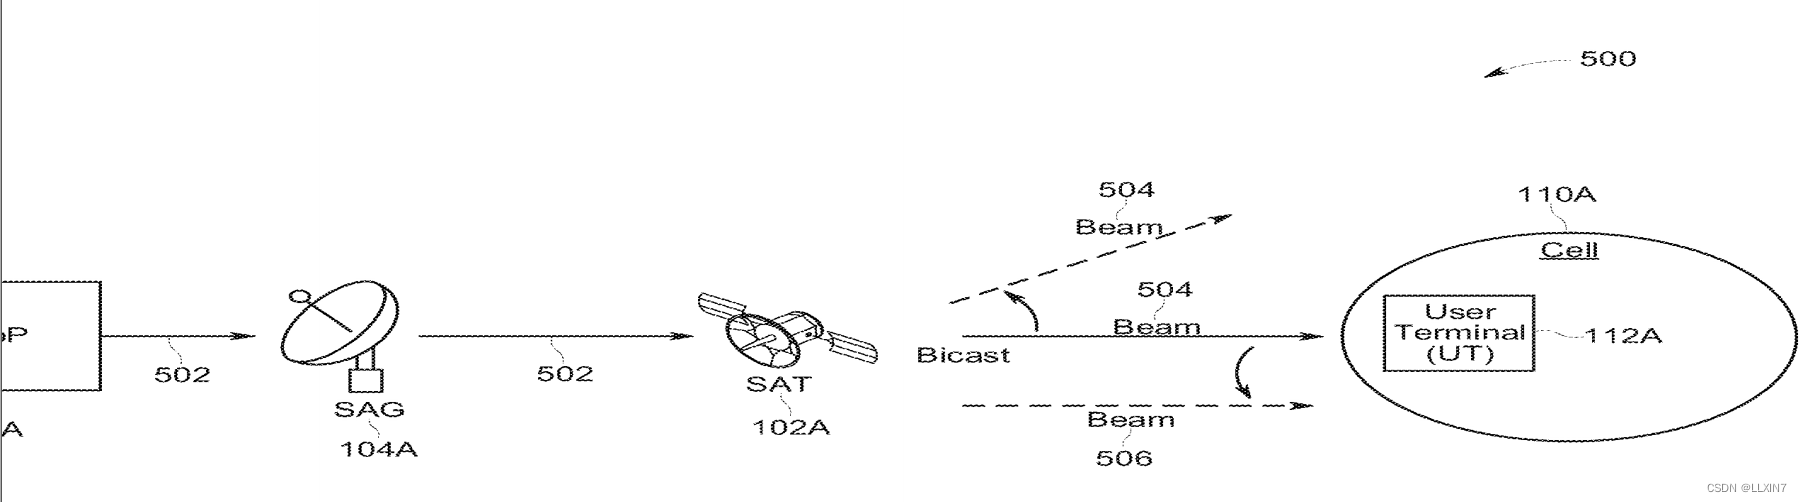 500
504
Beam
110A
Cell
504
Beam
User
Terminal
(UT)
112A
P
502
502
Bicast
SAT
SAG
Beam
A
102A
104A
506
CSDN @LLXIN7